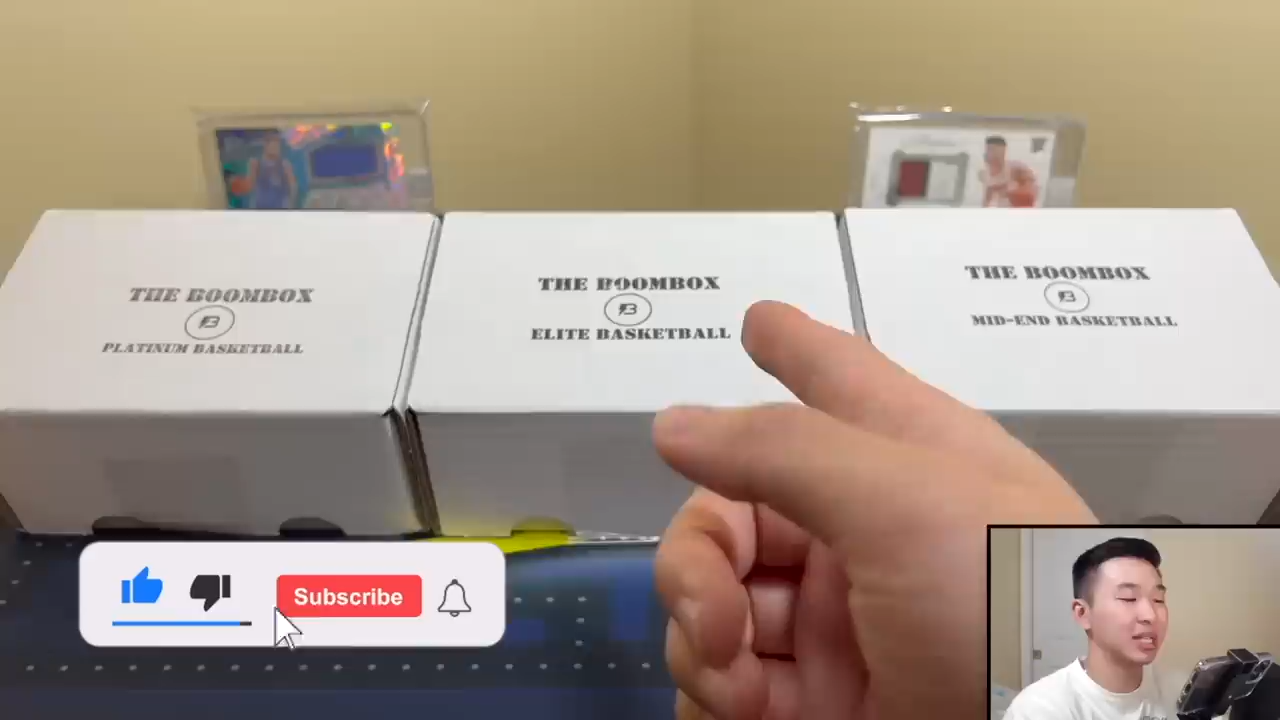 THE BOOMBOX
B
PLATINUM BASKETBALL
THE BOOMBOX
B
ELITE BASKETBALL
THE BOOMBOX
B
MID-END BASKETBALL
Subscribe